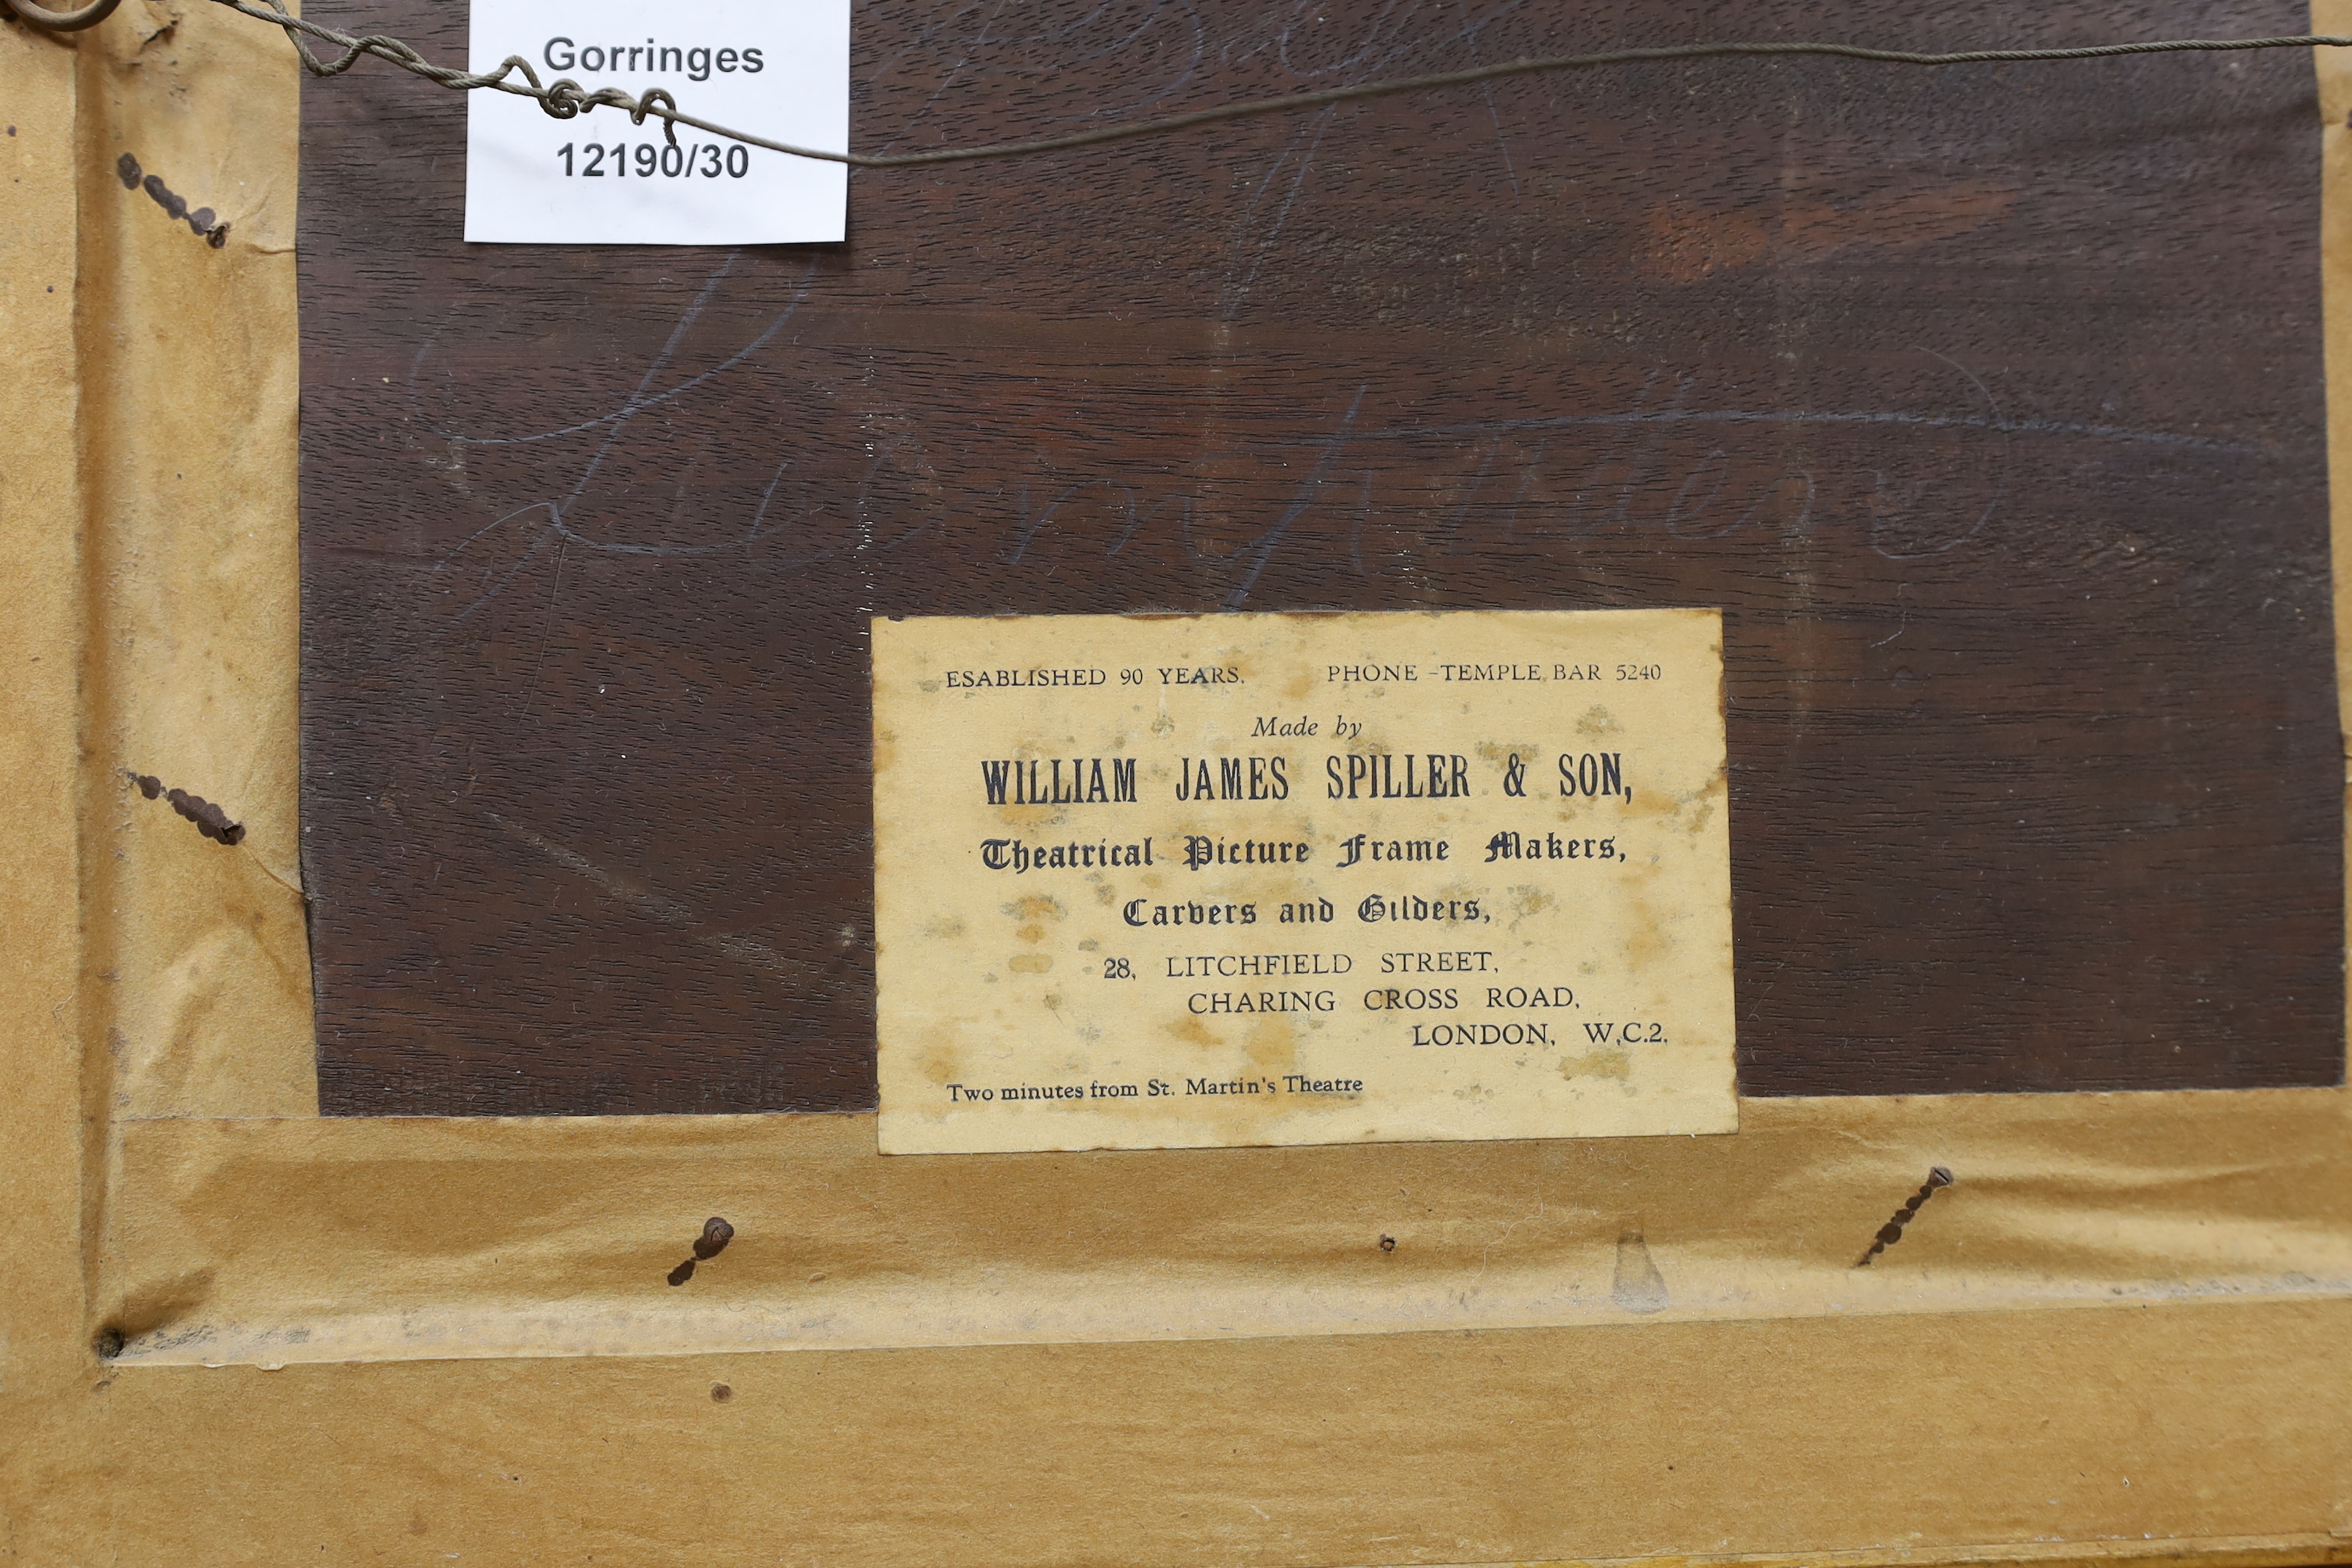 Gorringes
12190/30
ESABLISHED 90 YEARS. PHONE -TEMPLE BAR 5240
Made by
WILLIAM JAMES SPILLER & SON,
Theatrical Picture Frame Makers,
Carvers and Gilders,
28, LITCHFIELD STREET,
CHARING CROSS ROAD,
LONDON, W.C.2.
Two minutes from St. Martin's Theatre